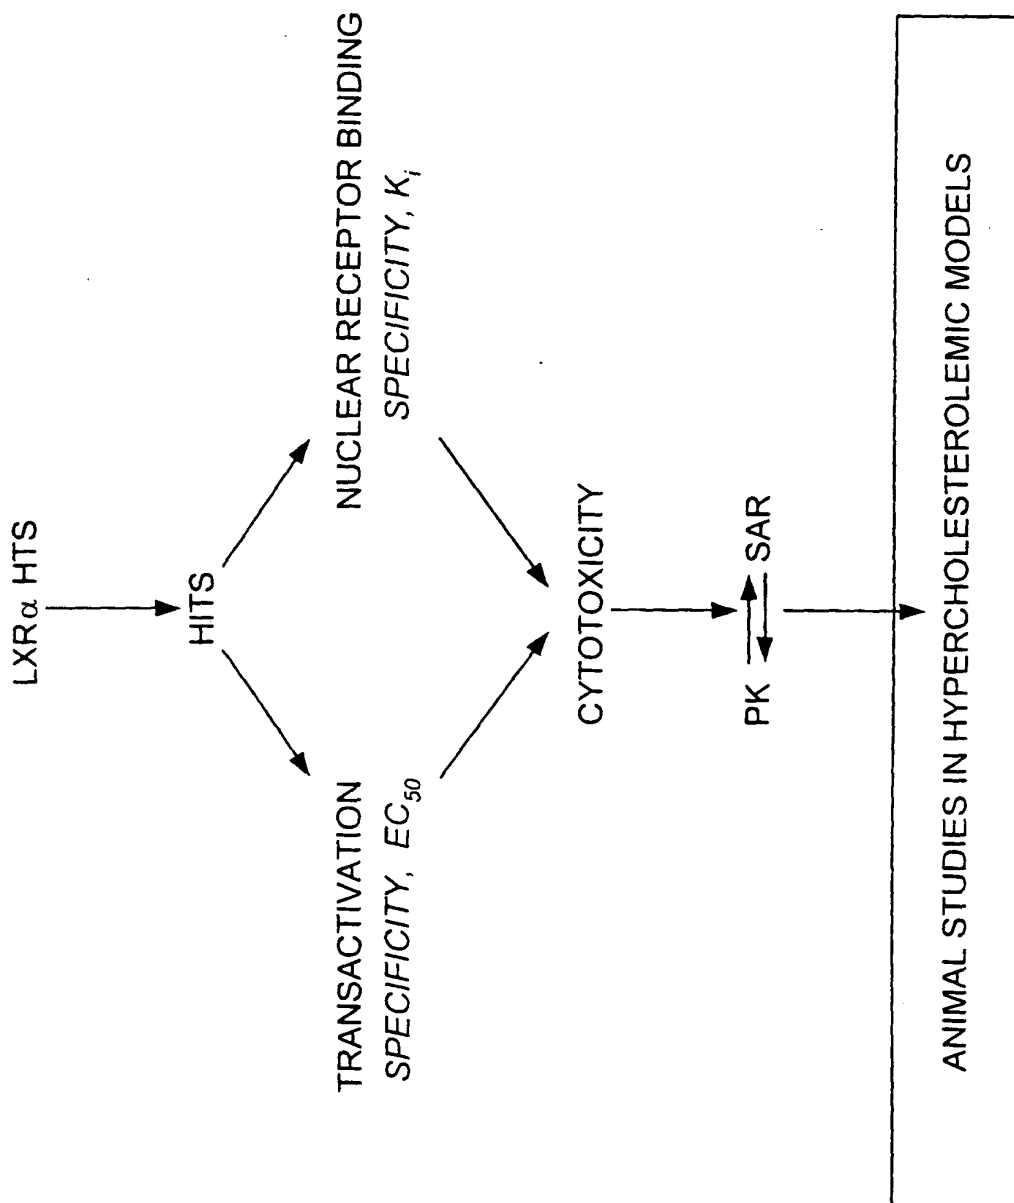 LXRα HTS
HITS
TRANSACTIVATION
SPECIFICITY, EC50
NUCLEAR RECEPTOR BINDING
SPECIFICITY, Ki
CYTOTOXICITY
PK
SAR
ANIMAL STUDIES IN HYPERCHOLESTEROLEMIC MODELS